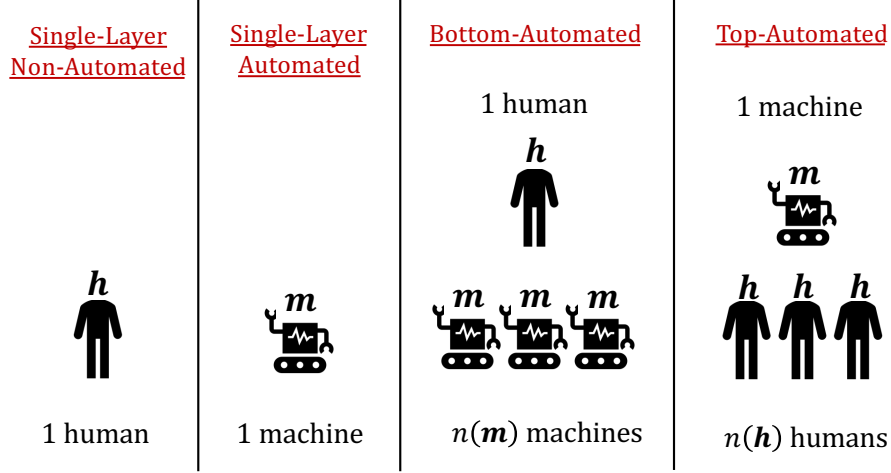 Single-Layer
Non-Automated
h
1 human
Single-Layer
Automated
m
1 machine
Bottom-Automated
1 human
h
m m m
n(m) machines
Top-Automated
1 machine
m
h h h
n(h) humans